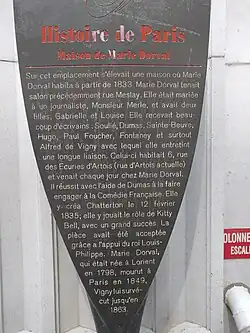 Histoire de Paris
Maison de Marie Dorval
Sur cet emplacement s'élevait une maison où Marie
Dorval habita à partir de 1833. Marie Dorval tenait
salon précédemment rue Meslay. Elle était mariée
à un journaliste, Monsieur Merle, et avait deux
filles, Gabrielle et Louise. Elle recevait beau-
coup d'écrivains : Soulié, Dumas, Sainte-Beuve,
Hugo, Paul Foucher, Fontaney et surtout
Alfred de Vigny avec lequel elle entretint
une longue liaison. Celui-ci habitait 6, rue
des Écuries d'Artois (rue d'Artois actuelle)
et venait chaque jour chez Marie Dorval.
Il réussit avec l'aide de Dumas à la faire
engager à la Comédie Française. Elle
y créa Chatterton le 12 février
1835; elle y joua le rôle de Kitty
Bell, avec un grand succès. La
pièce avait été acceptée
grâce à l'appui du roi Louis-
Philippe. Marie Dorval,
qui était née à Lorient
en 1798, mourut à
Paris en 1849,
Vigny lui survé-
cut jusqu'en
1863.
OLONNE
ESCALI